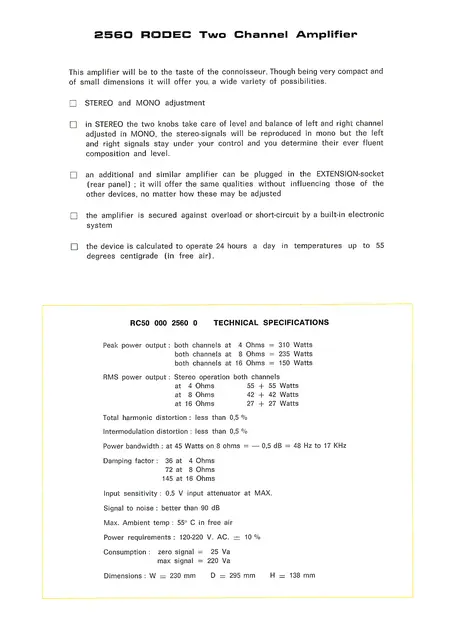 2560 RODEC Two Channel Amplifier
This amplifier will be to the taste of the connoisseur. Though being very compact and
of small dimensions it will offer you, a wide variety of possibilities.
STEREO and MONO adjustment
in STEREO the two knobs take care of level and balance of left and right channel
adjusted in MONO, the stereo-signals will be reproduced in mono but the left
and right signals stay under your control and you determine their ever fluent
composition and level.
an additional and similar amplifier can be plugged in the EXTENSION-socket
(rear panel) ; it will offer the same qualities without influencing those of the
other devices, no matter how these may be adjusted
the amplifier is secured against overload or short-circuit by a built-in electronic
system
the device is calculated to operate 24 hours a day in temperatures up to 55
degrees centigrade (in free air).
RC50 000 2560 0 TECHNICAL SPECIFICATIONS
Peak power output : both channels at 4 Ohms = 310 Watts
both channels at 8 Ohms = 235 Watts
both channels at 16 Ohms = 150 Watts
RMS power output : Stereo operation both channels
at 4 Ohms 55 + 55 Watts
at 8 Ohms 42 + 42 Watts
at 16 Ohms 27 + 27 Watts
Total harmonic distortion : less than 0,5 %
Intermodulation distortion : less than 0,5 %
Power bandwidth : at 45 Watts on 8 ohms = — 0,5 dB = 48 Hz to 17 KHz
Damping factor : 36 at 4 Ohms
72 at 8 Ohms
145 at 16 Ohms
Input sensitivity : 0,5 V input attenuator at MAX.
Signal to noise : better than 90 dB
Max. Ambient temp : 55° C in free air
Power requirements : 120-220 V. AC. = 10 %
Consumption : zero signal = 25 Va
max signal = 220 Va
Dimensions : W = 230 mm D = 295 mm H = 138 mm